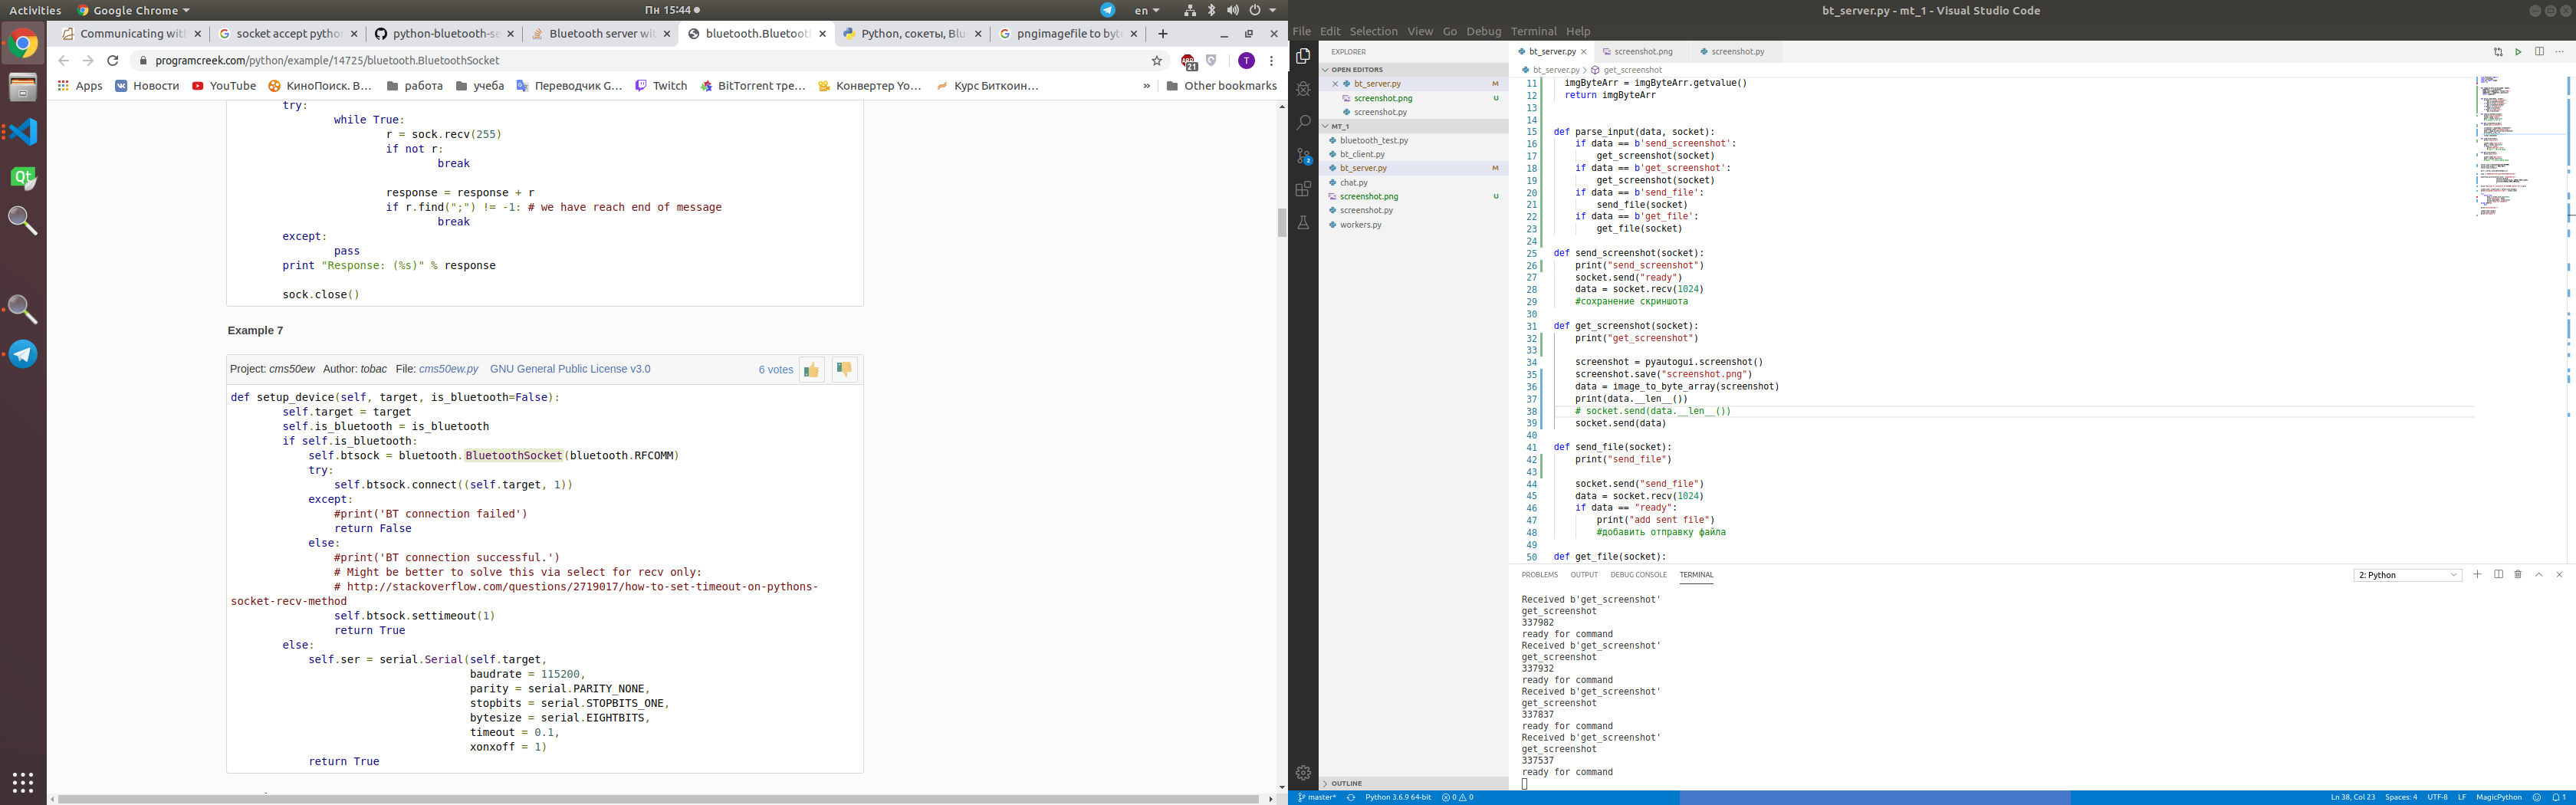 Activities
Google Chrome
Пн 15:44
en
Communicating with
socket accept python
python-bluetooth-se
Bluetooth server wit
bluetooth.Bluetooth
Python, сокеты, Blu
pngimagefile to byte
programcreek.com/python/example/14725/bluetooth.BluetoothSocket
21
T
Apps
Новости
YouTube
КиноПоиск. В...
работа
учеба
Переводчик G...
Twitch
BitTorrent тре...
Конвертер Yo...
Курс Биткоин...
»
Other bookmarks
try:
while True:
r = sock.recv(255)
if not r:
break
response = response + r
if r.find(";") != -1: # we have reach end of message
break
except:
pass
print "Response: (%s)" % response
sock.close()
Example 7
Project: cms50ew Author: tobac File: cms50ew.py GNU General Public License v3.0
6 votes
def setup_device(self, target, is_bluetooth=False):
self.target = target
self.is_bluetooth = is_bluetooth
if self.is_bluetooth:
self.btsock = bluetooth.BluetoothSocket(bluetooth.RFCOMM)
try:
self.btsock.connect((self.target, 1))
except:
#print('BT connection failed')
return False
else:
#print('BT connection successful.')
# Might be better to solve this via select for recv only:
# http://stackoverflow.com/questions/2719017/how-to-set-timeout-on-pythons-
socket-recv-method
self.btsock.settimeout(1)
return True
else:
self.ser = serial.Serial(self.target,
baudrate = 115200,
parity = serial.PARITY_NONE,
stopbits = serial.STOPBITS_ONE,
bytesize = serial.EIGHTBITS,
timeout = 0.1,
xonxoff = 1)
return True
bt_server.py - mt_1 - Visual Studio Code
File Edit Selection View Go Debug Terminal Help
EXPLORER
OPEN EDITORS
bt_server.py M
screenshot.png U
screenshot.py
MT_1
bluetooth_test.py
bt_client.py
bt_server.py M
chat.py
screenshot.png U
screenshot.py
workers.py
OUTLINE
2
bt_server.py
screenshot.png
screenshot.py
bt_server.py > get_screenshot
11 imgByteArr = imgByteArr.getvalue()
12 return imgByteArr
13
14
15 def parse_input(data, socket):
16 if data == b'send_screenshot':
17 get_screenshot(socket)
18 if data == b'get_screenshot':
19 get_screenshot(socket)
20 if data == b'send_file':
21 send_file(socket)
22 if data == b'get_file':
23 get_file(socket)
24
25 def send_screenshot(socket):
26 print("send_screenshot")
27 socket.send("ready")
28 data = socket.recv(1024)
29 #сохранение скриншота
30
31 def get_screenshot(socket):
32 print("get_screenshot")
33
34 screenshot = pyautogui.screenshot()
35 screenshot.save("screenshot.png")
36 data = image_to_byte_array(screenshot)
37 print(data.__len__())
38 # socket.send(data.__len__())
39 socket.send(data)
40
41 def send_file(socket):
42 print("send_file")
43
44 socket.send("send_file")
45 data = socket.recv(1024)
46 if data == "ready":
47 print("add sent file")
48 #добавить отправку файла
49
50 def get_file(socket):
PROBLEMS OUTPUT DEBUG CONSOLE TERMINAL
2: Python
Received b'get_screenshot'
get_screenshot
337982
ready for command
Received b'get_screenshot'
get_screenshot
337932
ready for command
Received b'get_screenshot'
get_screenshot
337837
ready for command
Received b'get_screenshot'
get_screenshot
337537
ready for command
master*
Python 3.6.9 64-bit
0
0
Ln 38, Col 23
Spaces: 4
UTF-8
LF
MagicPython
1